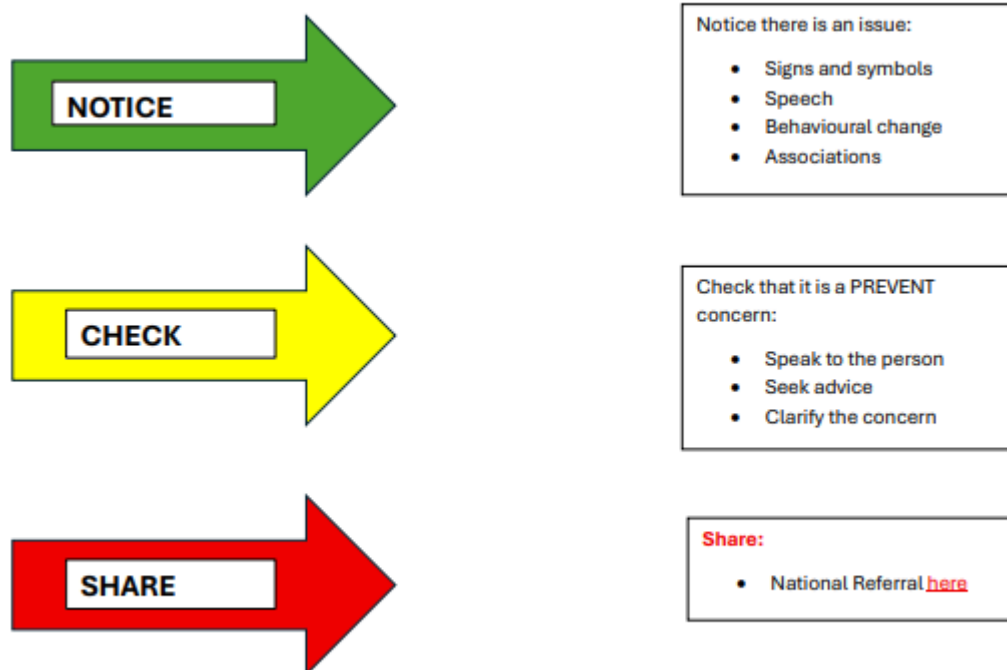 NOTICE
Notice there is an issue:
• Signs and symbols
• Speech
• Behavioural change
• Associations
CHECK
Check that it is a PREVENT
concern:
• Speak to the person
• Seek advice
• Clarify the concern
SHARE
Share:
• National Referral here